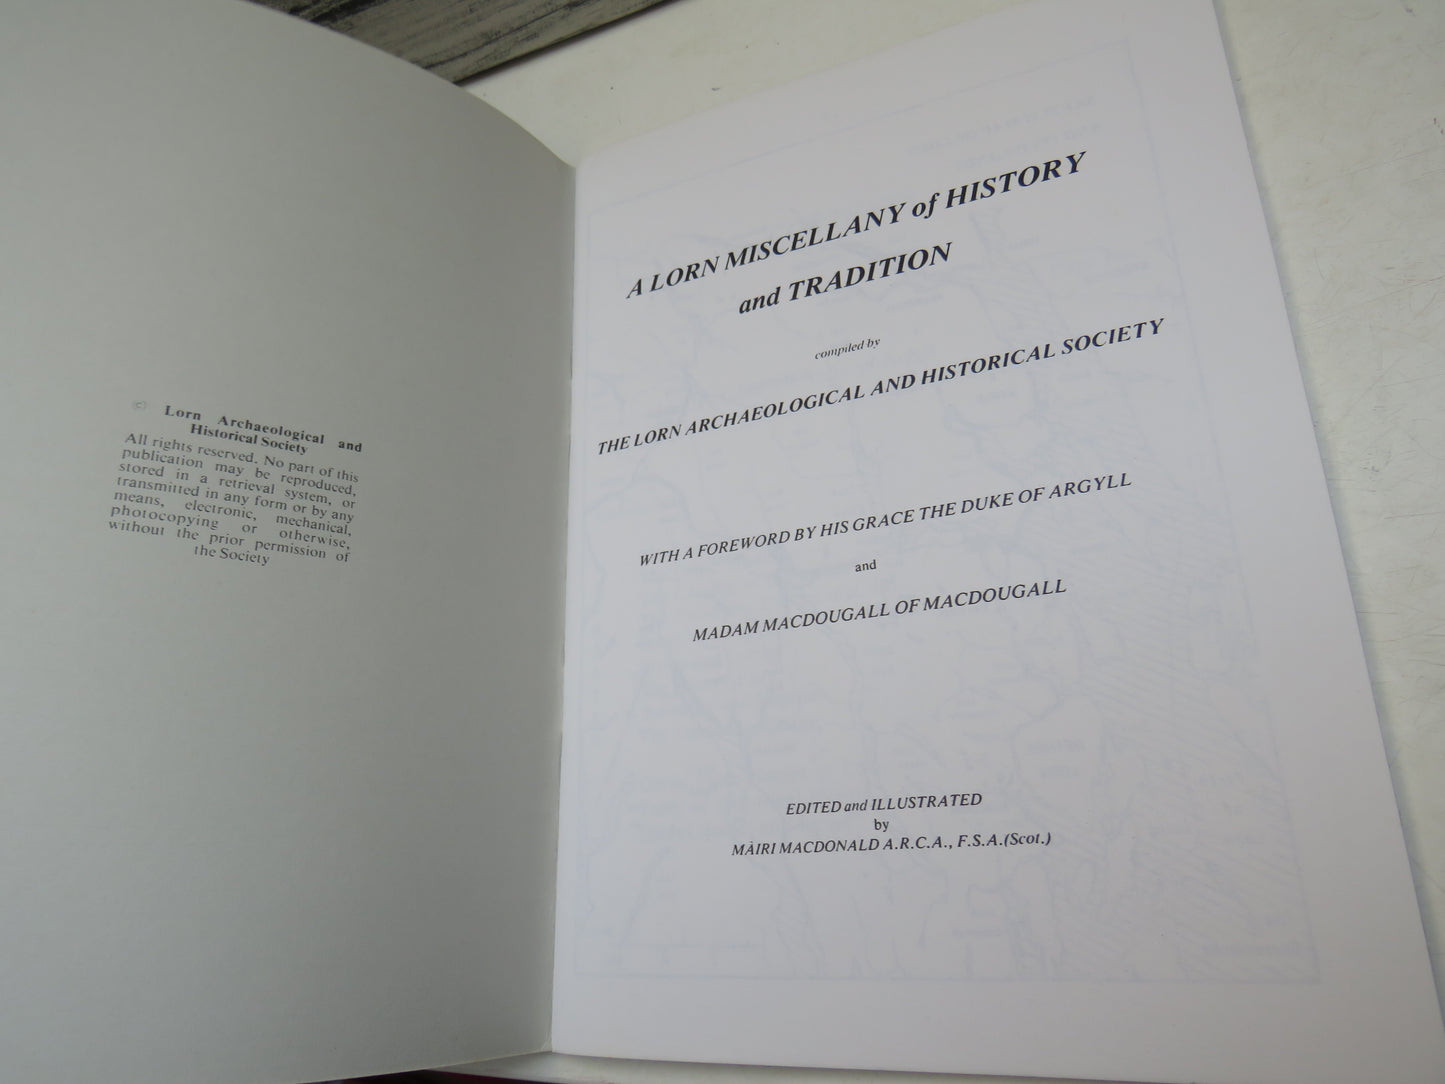 © Lorn Archaeological and
Historical Society
All rights reserved. No part of this
publication may be reproduced,
stored in a retrieval system, or
transmitted in any form or by any
means, electronic, mechanical,
photocopying or otherwise,
without the prior permission of
the Society
A LORN MISCELLANY of HISTORY
and TRADITION
compiled by
THE LORN ARCHAEOLOGICAL AND HISTORICAL SOCIETY
WITH A FOREWORD BY HIS GRACE THE DUKE OF ARGYLL
and
MADAM MACDOUGALL OF MACDOUGALL
EDITED and ILLUSTRATED
by
MÀIRI MACDONALD A.R.C.A., F.S.A.(Scot.)